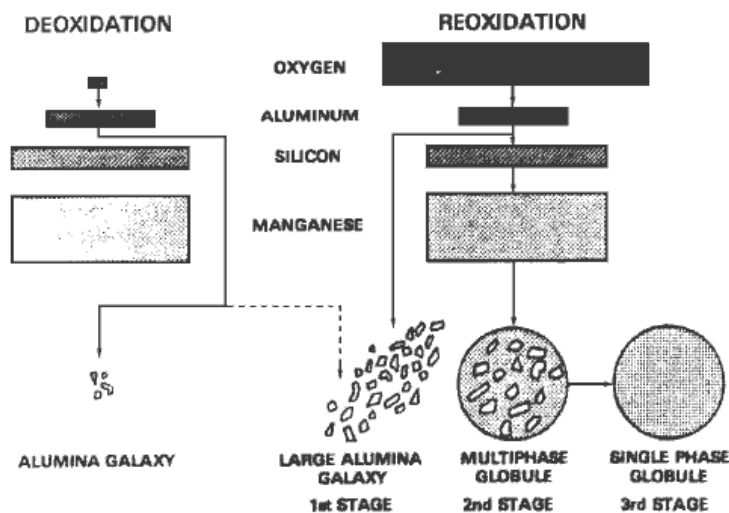 DEOXIDATION
REOXIDATION
OXYGEN
ALUMINUM
SILICON
MANGANESE
ALUMINA GALAXY
LARGE ALUMINA
GALAXY
1st STAGE
MULTIPHASE
GLOBULE
2nd STAGE
SINGLE PHASE
GLOBULE
3rd STAGE